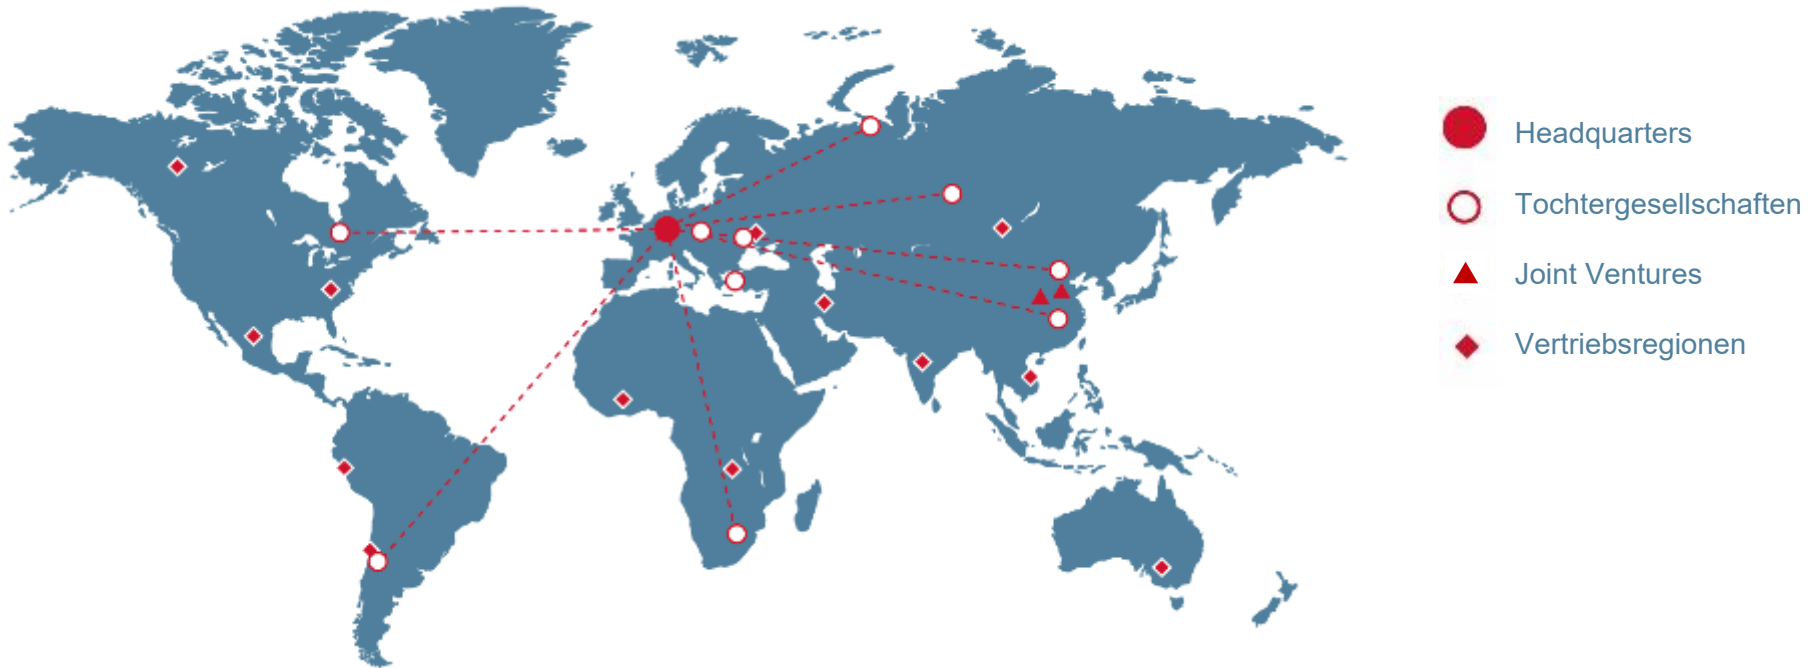 Headquarters
Tochtergesellschaften
Joint Ventures
Vertriebsregionen